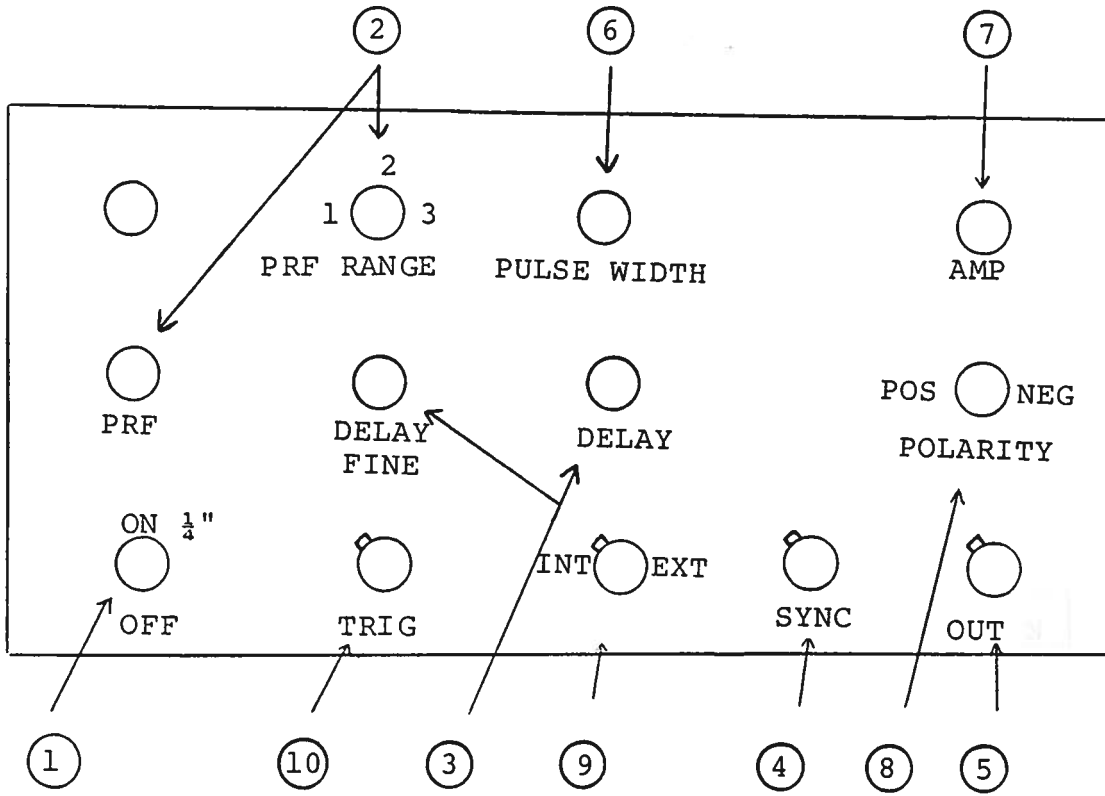 2 6 7
2
1 3
PRF RANGE PULSE WIDTH AMP
POS NEG
PRF DELAY FINE DELAY POLARITY
ON ¼"
INT EXT
OFF TRIG SYNC OUT
1 10 3 9 4 8 5